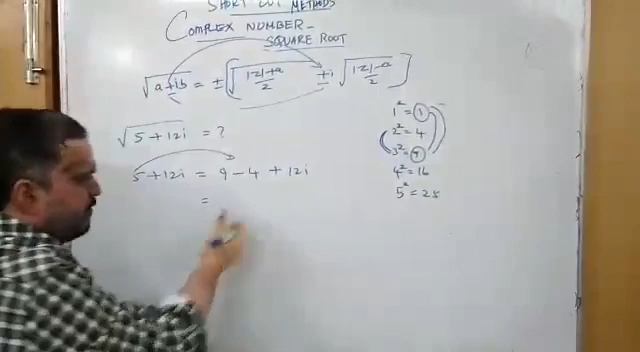 SHORT CUT METHODS
COMPLEX NUMBER -
SQUARE ROOT
√a+ib = ± [ √|z|+a/2 ± i √|z|-a/2 ]
√5+12i = ?
5+12i = 9-4 + 12i
=
1² = 1
2² = 4
3² = 9
4² = 16
5² = 25